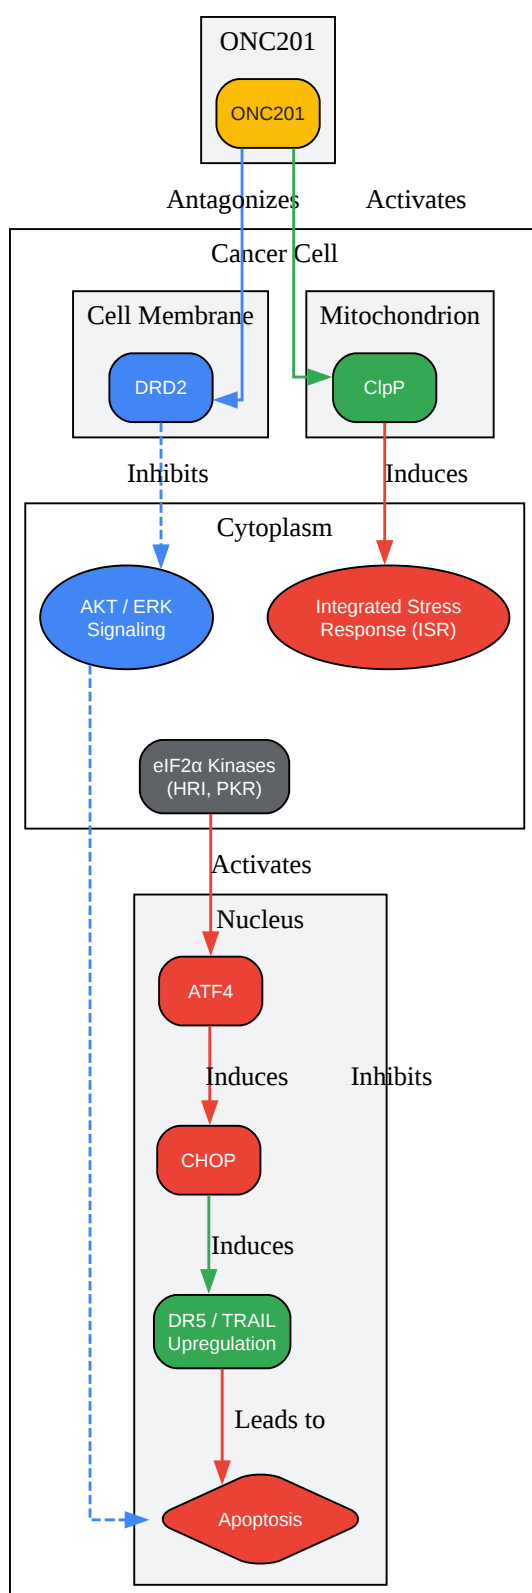 ONC201
ONC201
Antagonizes
Activates
Cancer Cell
Cell Membrane
Mitochondrion
DRD2
ClpP
Inhibits
Induces
Cytoplasm
AKT / ERK
Signaling
Integrated Stress
Response (ISR)
eIF2α Kinases
(HRI, PKR)
Activates
Nucleus
ATF4
Induces
Inhibits
CHOP
Induces
DR5 / TRAIL
Upregulation
Leads to
Apoptosis